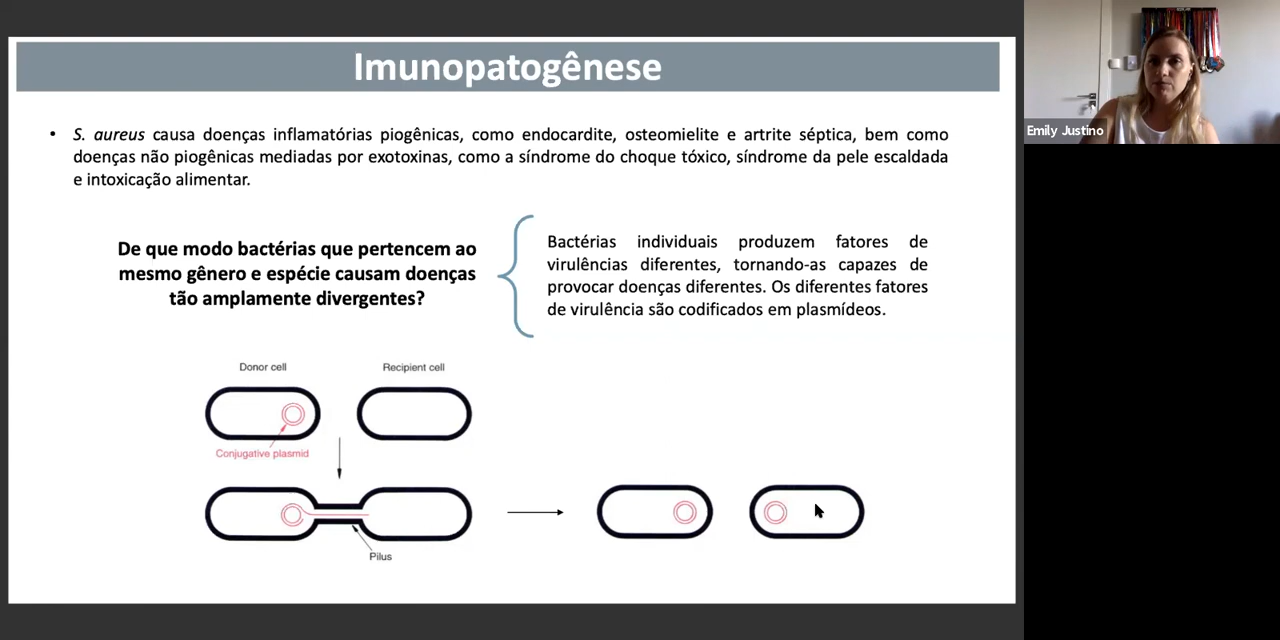 Imunopatogênese
• S. aureus causa doenças inflamatórias piogênicas, como endocardite, osteomielite e artrite séptica, bem como
doenças não piogênicas mediadas por exotoxinas, como a síndrome do choque tóxico, síndrome da pele escaldada
e intoxicação alimentar.
De que modo bactérias que pertencem ao
mesmo gênero e espécie causam doenças
tão amplamente divergentes?
Bactérias individuais produzem fatores de
virulências diferentes, tornando-as capazes de
provocar doenças diferentes. Os diferentes fatores
de virulência são codificados em plasmídeos.
Donor cell
Recipient cell
Conjugative plasmid
Pilus
Emily Justino